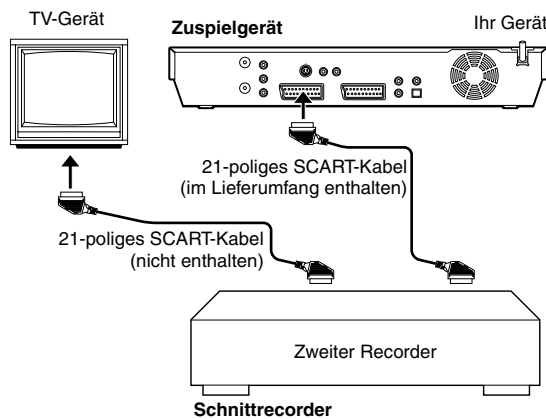 TV-Gerät
Zuspielgerät
Ihr Gerät
21-poliges SCART-Kabel
(im Lieferumfang enthalten)
21-poliges SCART-Kabel
(nicht enthalten)
Zweiter Recorder
Schnittrecorder